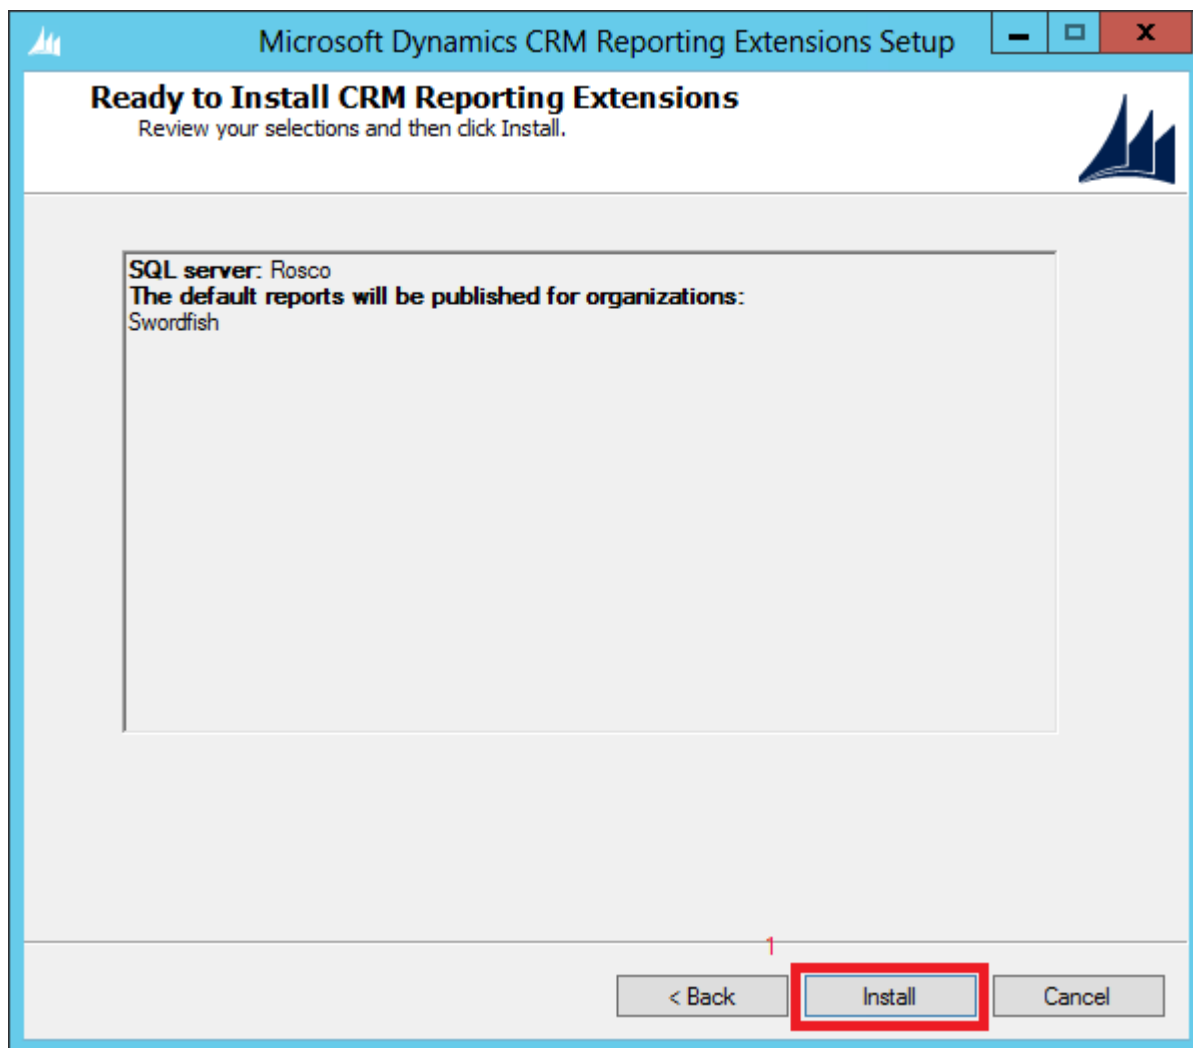 Microsoft Dynamics CRM Reporting Extensions Setup
Ready to Install CRM Reporting Extensions
Review your selections and then click Install.
SQL server: Rosco
The default reports will be published for organizations:
Swordfish
1
< Back Install Cancel